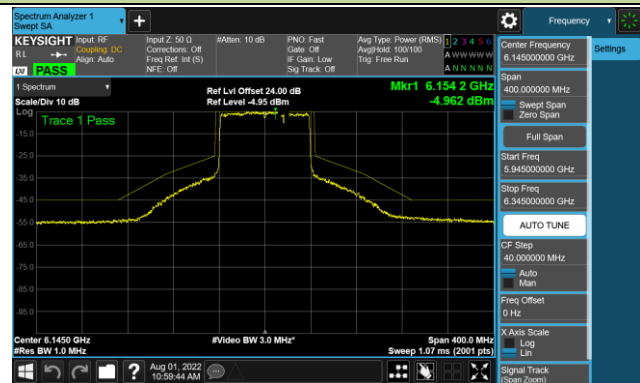 Spectrum Analyzer 1
Swept SA
Frequency
KEYSIGHT
RL
PASS
Input: RF
Coupling: DC
Align: Auto
Input Z: 50 Ω
Corrections: Off
Freq Ref: Int (S)
NFE: Off
#Atten: 10 dB
PNO: Fast
Gate: Off
IF Gain: Low
Sig Track: Off
Avg Type: Power (RMS)
Avg|Hold: 100/100
Trig: Free Run
1 2 3 4 5 6
A W W W W W
A N N N N N
1 Spectrum
Scale/Div 10 dB
Ref Lvl Offset 24.00 dB
Ref Level -4.95 dBm
Mkr1 6.154 2 GHz
-4.962 dBm
Log
Trace 1 Pass
1
-15.0
-25.0
-35.0
-45.0
-55.0
-65.0
-75.0
-85.0
-95.0
Center 6.1450 GHz
#Res BW 1.0 MHz
#Video BW 3.0 MHz*
Span 400.0 MHz
Sweep 1.07 ms (2001 pts)
Aug 01, 2022
10:59:44 AM
Center Frequency
6.145000000 GHz
Span
400.000000 MHz
Swept Span
Zero Span
Full Span
Start Freq
5.945000000 GHz
Stop Freq
6.345000000 GHz
AUTO TUNE
CF Step
40.000000 MHz
Auto
Man
Freq Offset
0 Hz
X Axis Scale
Log
Lin
Signal Track
(Span Zoom)
Settings